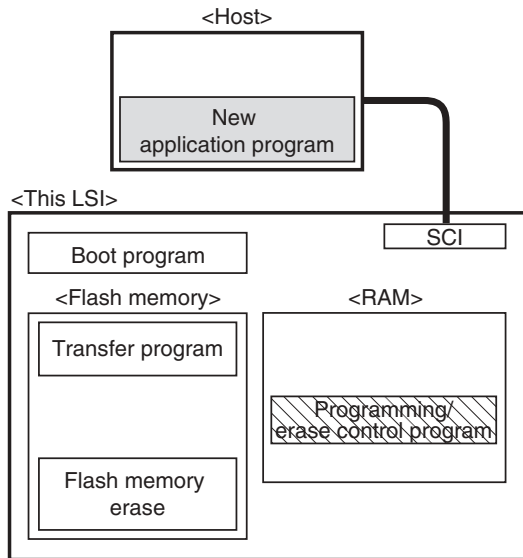 <Host>
New
application program
<This LSI>
SCI
Boot program
<Flash memory>
<RAM>
Transfer program
Programming/
erase control program
Flash memory
erase